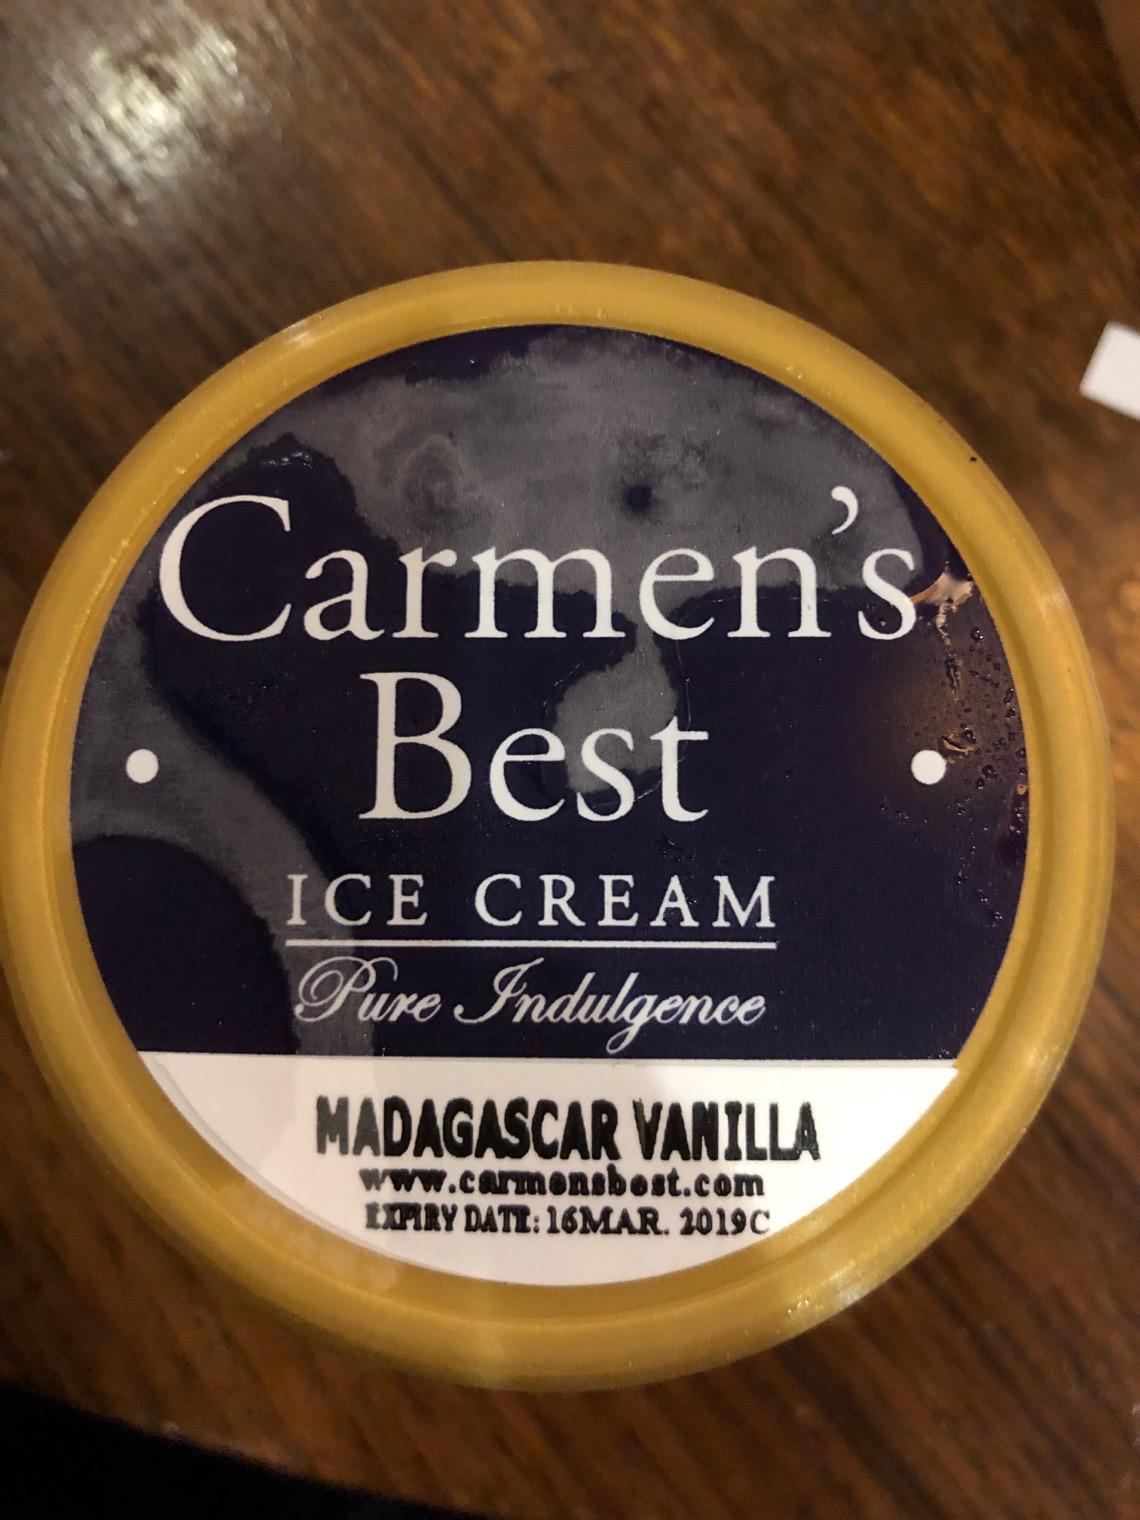 Carmen's
Best
ICE CREAM
Pure Indulgence
MADAGASCAR VANILLA
www.carmensbest.com
EXPIRY DATE: 16MAR. 2019C